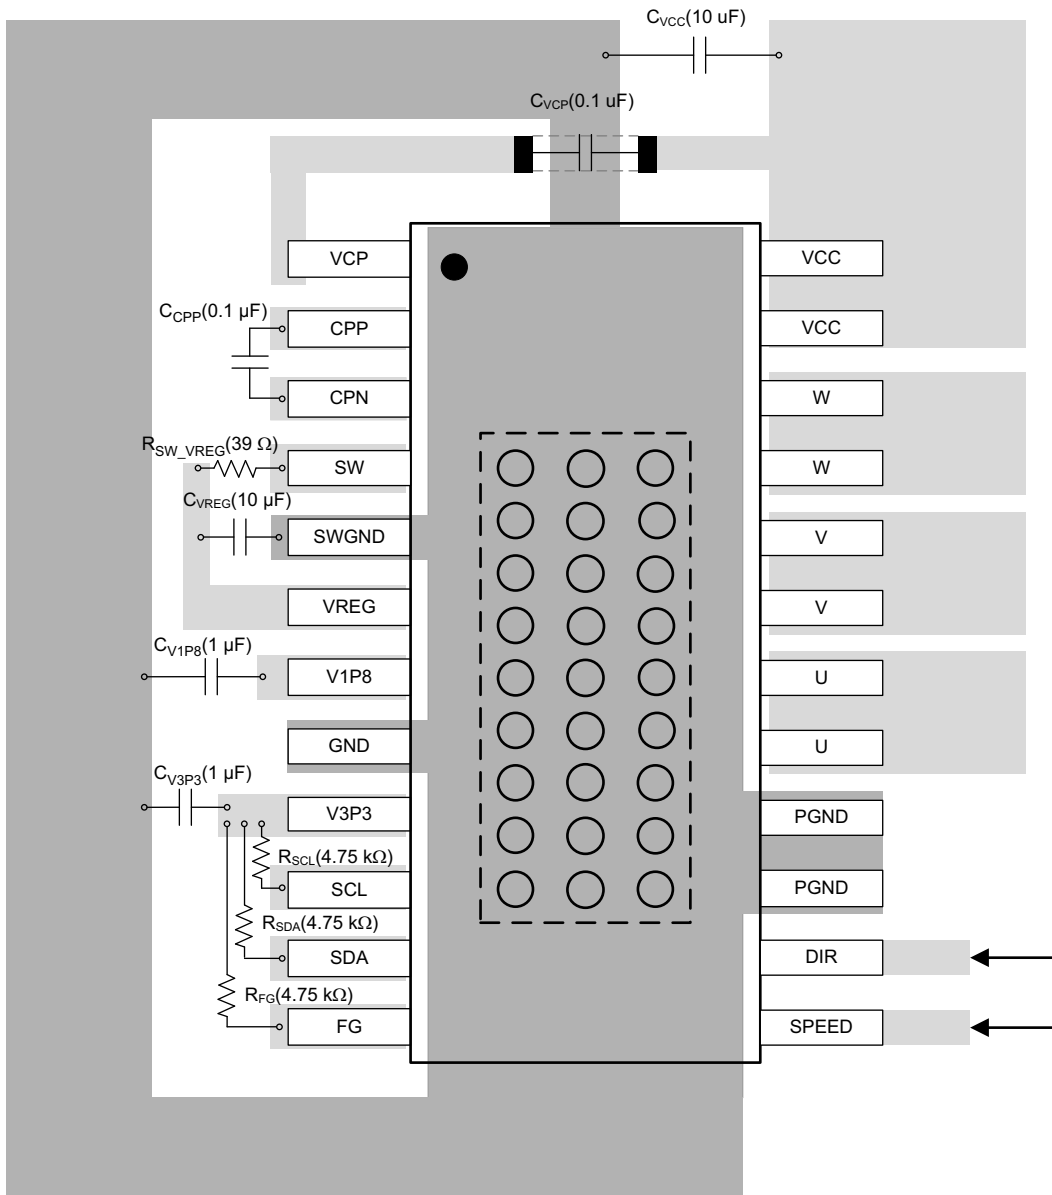 C_VCC(10 uF)
C_VCP(0.1 uF)
VCP
VCC
C_CPP(0.1 µF)
CPP
VCC
CPN
W
R_SW_VREG(39 Ω)
SW
W
C_VREG(10 µF)
SWGND
V
VREG
V
C_V1P8(1 µF)
V1P8
U
GND
U
C_V3P3(1 µF)
V3P3
PGND
R_SCL(4.75 kΩ)
SCL
PGND
R_SDA(4.75 kΩ)
SDA
DIR
R_FG(4.75 kΩ)
FG
SPEED